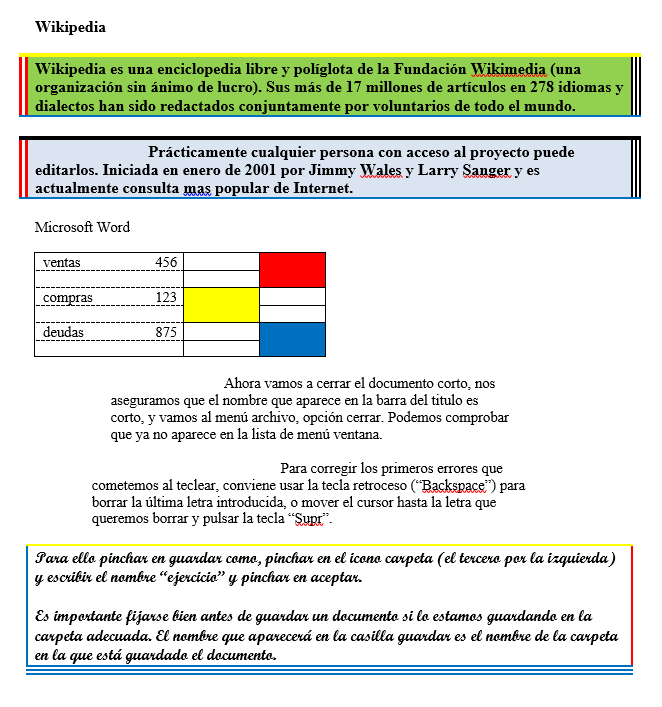 Wikipedia
Wikipedia es una enciclopedia libre y políglota de la Fundación Wikimedia (una
organización sin ánimo de lucro). Sus más de 17 millones de artículos en 278 idiomas y
dialectos han sido redactados conjuntamente por voluntarios de todo el mundo.
Prácticamente cualquier persona con acceso al proyecto puede
editarlos. Iniciada en enero de 2001 por Jimmy Wales y Larry Sanger y es
actualmente consulta mas popular de Internet.
Microsoft Word
ventas 456
compras 123
deudas 875
Ahora vamos a cerrar el documento corto, nos
aseguramos que el nombre que aparece en la barra del titulo es
corto, y vamos al menú archivo, opción cerrar. Podemos comprobar
que ya no aparece en la lista de menú ventana.
Para corregir los primeros errores que
cometemos al teclear, conviene usar la tecla retroceso (“Backspace”) para
borrar la última letra introducida, o mover el cursor hasta la letra que
queremos borrar y pulsar la tecla “Supr”.
Para ello pinchar en guardar como, pinchar en el icono carpeta (el tercero por la izquierda)
y escribir el nombre “ejercicio” y pinchar en aceptar.
Es importante fijarse bien antes de guardar un documento si lo estamos guardando en la
carpeta adecuada. El nombre que aparecerá en la casilla guardar es el nombre de la carpeta
en la que está guardado el documento.